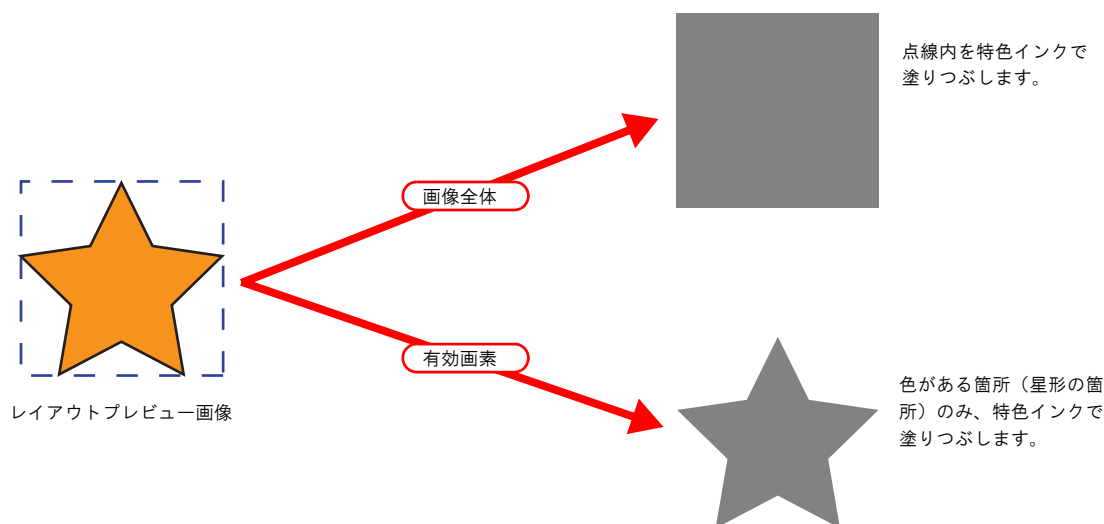 点線内を特色インクで
塗りつぶします。
画像全体
有効画素
レイアウトプレビュー画像
色がある箇所（星形の箇
所）のみ、特色インクで
塗りつぶします。